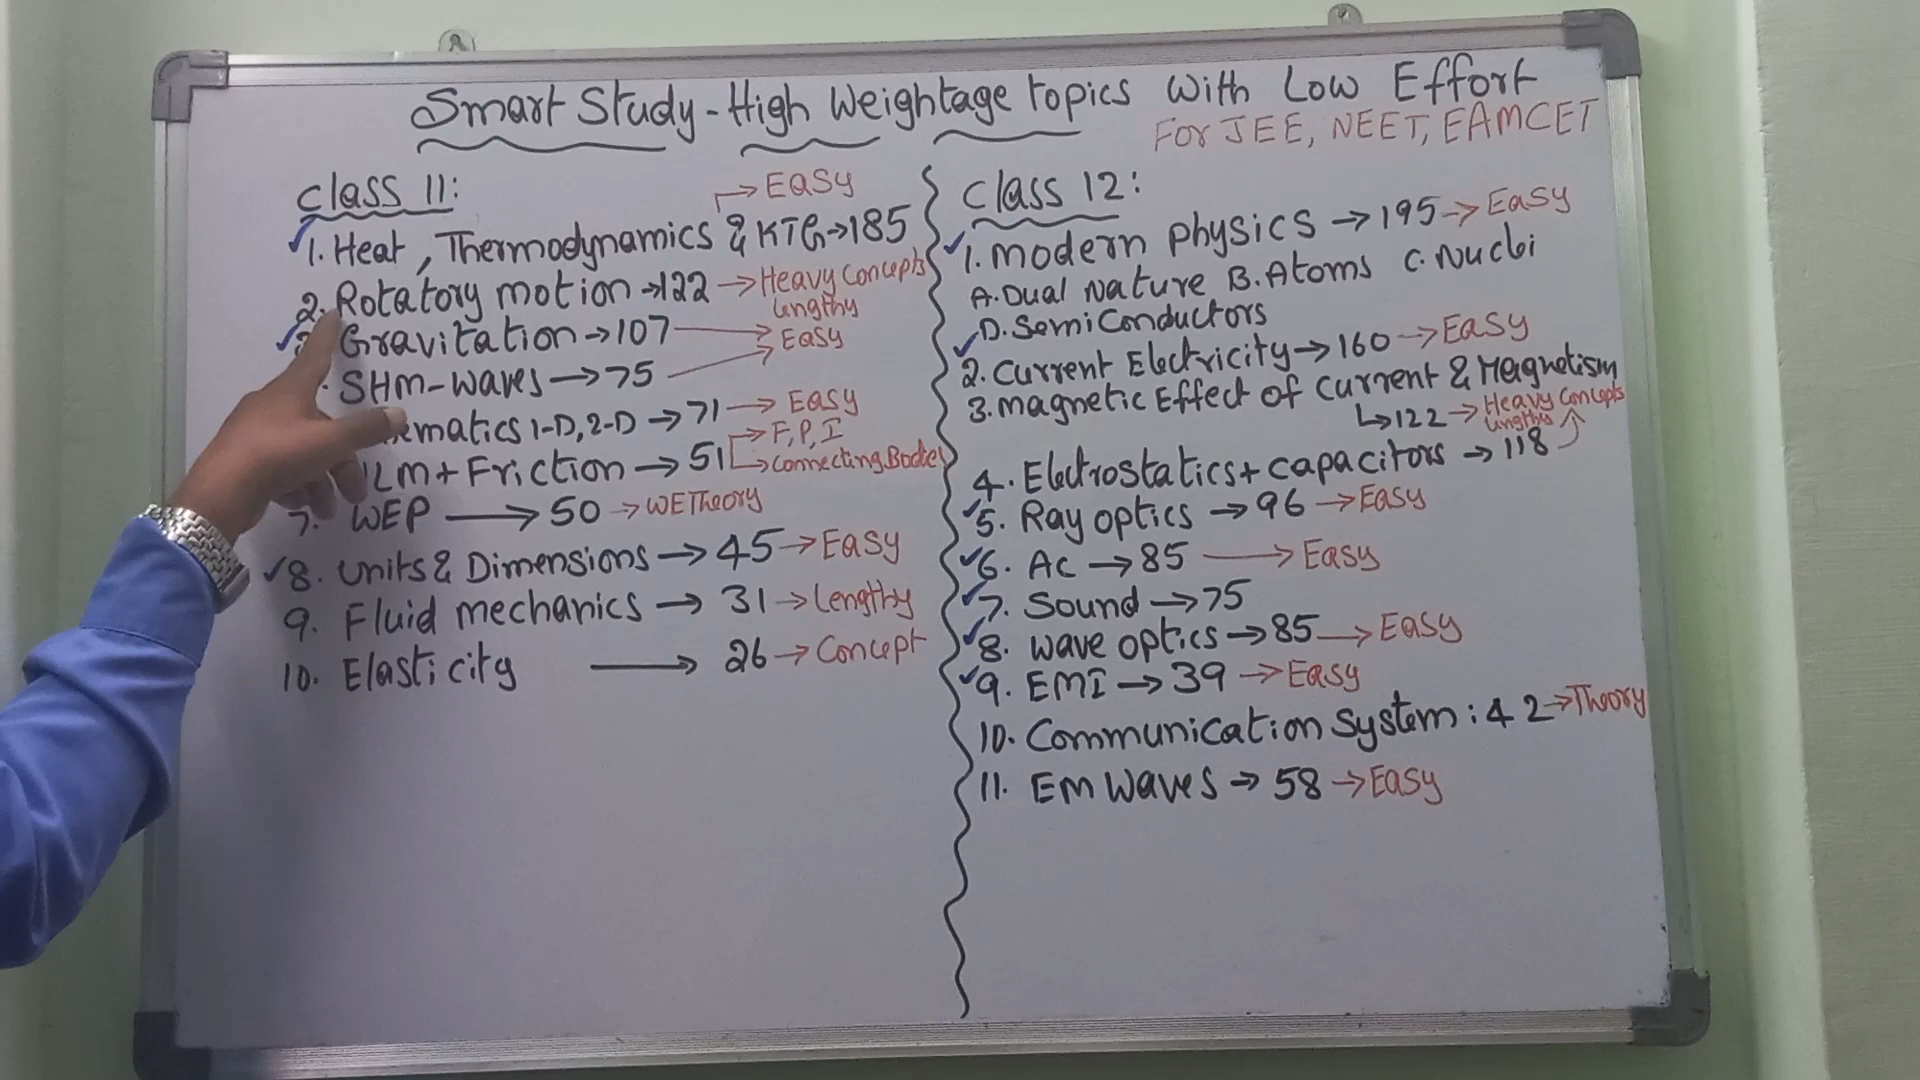 Smart Study - High Weightage topics With Low Effort
For JEE, NEET, EAMCET
Class 11:
→ Easy
1. Heat, Thermodynamics & KTG → 185
2. Rotatory motion → 122 → Heavy Concepts
Lengthy
Gravitation → 107 → Easy
SHM - Waves → 75
ematics 1-D, 2-D → 71 → Easy
→ F, P, I
LM + Friction → 51 → Connecting Bodies
7. WEP → 50 → WE Theory
8. Units & Dimensions → 45 → Easy
9. Fluid mechanics → 31 → Lengthy
10. Elasticity → 26 → Concept
Class 12:
1. Modern physics → 195 → Easy
A. Dual Nature B. Atoms C. Nuclei
D. SemiConductors
2. Current Electricity → 160 → Easy
3. Magnetic Effect of Current & Magnetism
↳ 122 → Heavy Concepts
Lengthy
4. Electrostatics + Capacitors → 118
5. Ray optics → 96 → Easy
6. AC → 85 → Easy
7. Sound → 75
8. Wave optics → 85 → Easy
9. EMI → 39 → Easy
10. Communication System : 42 → Theory
11. EM Waves → 58 → Easy